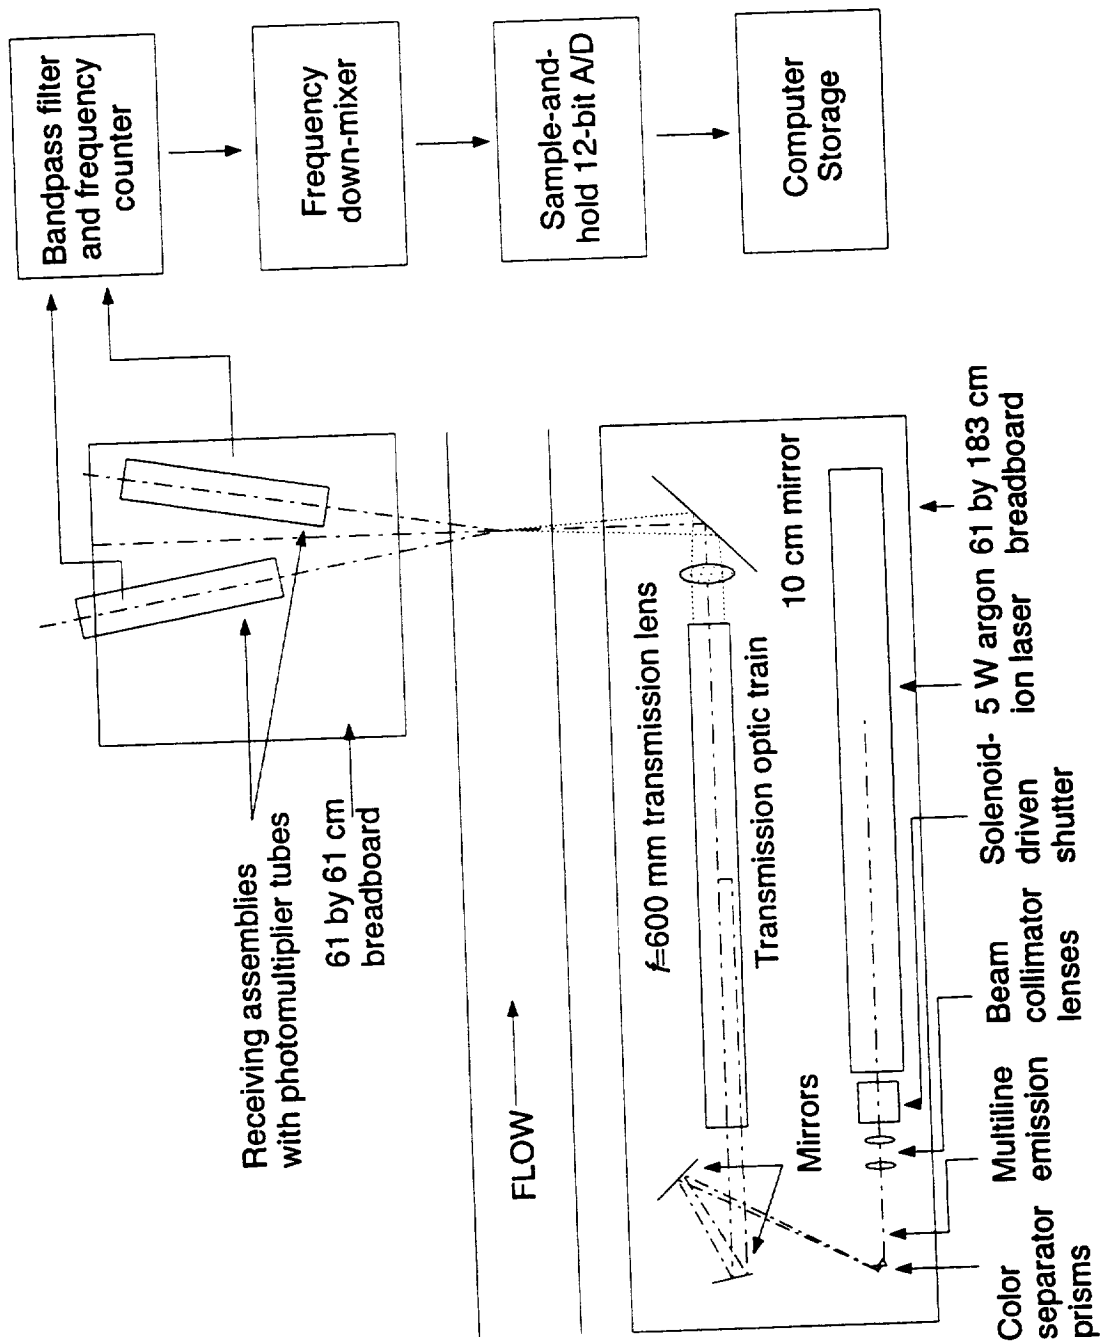 Bandpass filter
and frequency
counter
Frequency
down-mixer
Sample-and-
hold 12-bit A/D
Computer
Storage
Receiving assemblies
with photomultiplier tubes
61 by 61 cm
breadboard
FLOW
f=600 mm transmission lens
10 cm mirror
Transmission optic train
Mirrors
Color
separator
prisms
Multiline
emission
Beam
collimator
lenses
Solenoid-
driven
shutter
5 W argon
ion laser
61 by 183 cm
breadboard